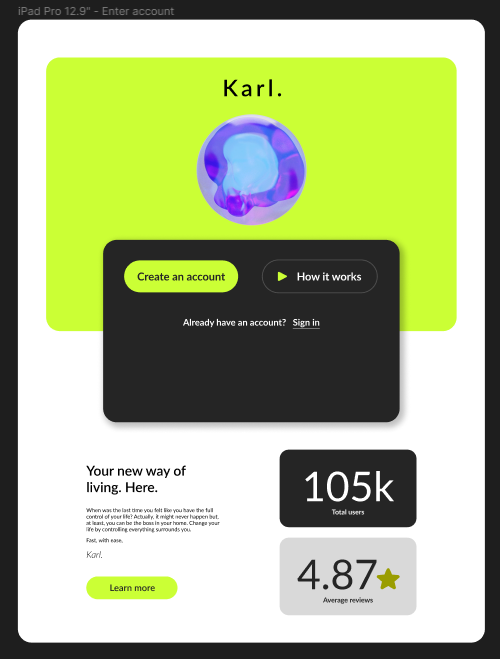 iPad Pro 12.9" - Enter account
Karl.
Create an account
How it works
Already have an account? Sign in
Your new way of
living. Here.
When was the last time you felt like you have the full
control of your life? Actually, it might never happen but,
at least, you can be the boss in your home. Change your
life by controlling everything surrounds you.
Fast, with ease,
Karl.
Learn more
105k
Total users
4.87
Average reviews